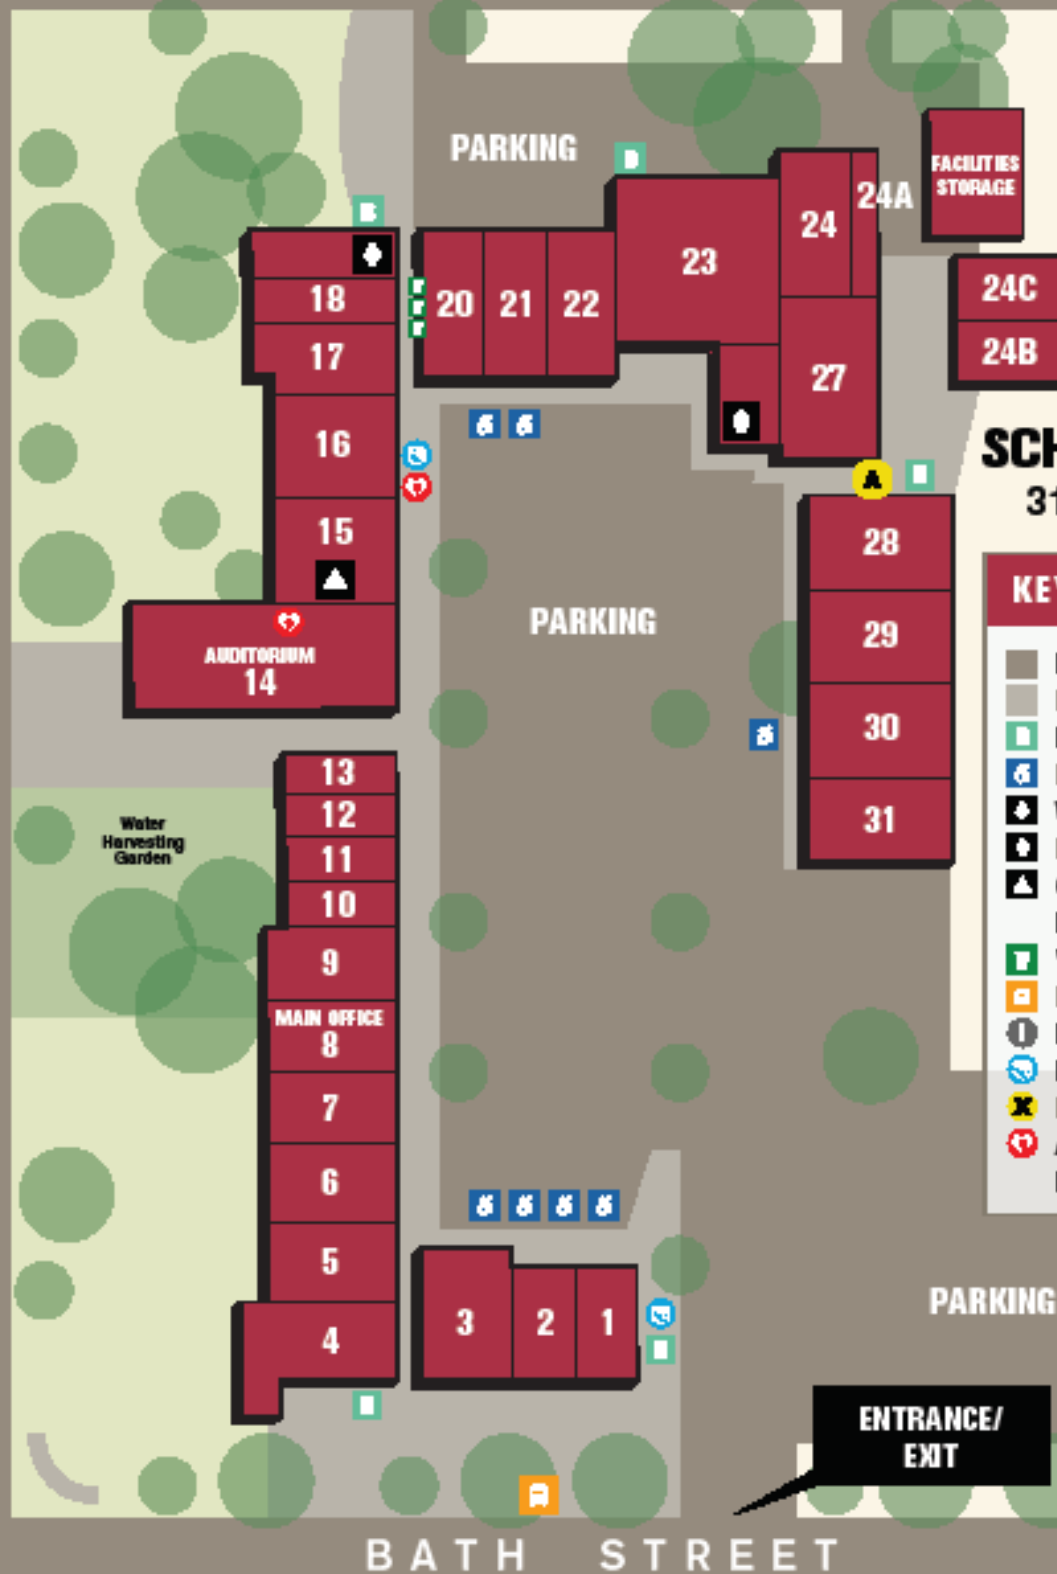 PARKING
FACILITIES
STORAGE
24A
24
23
18
20
21
22
24C
17
24B
27
16
SCH
31
15
28
KEY
PARKING
29
AUDITORIUM
14
30
13
12
31
Water
Harvesting
Garden
11
10
9
MAIN OFFICE
8
7
6
5
PARKING
4
3
2
1
ENTRANCE/
EXIT
BATH STREET